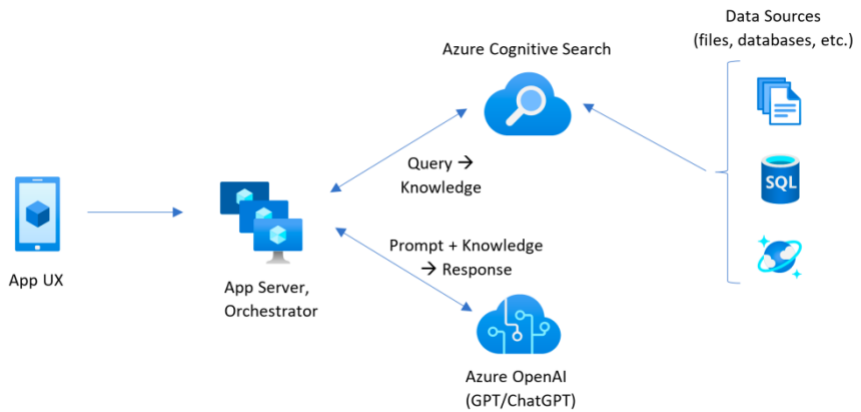 Data Sources
(files, databases, etc.)
Azure Cognitive Search
Query →
Knowledge
SQL
Prompt + Knowledge
→ Response
App UX
App Server,
Orchestrator
Azure OpenAI
(GPT/ChatGPT)